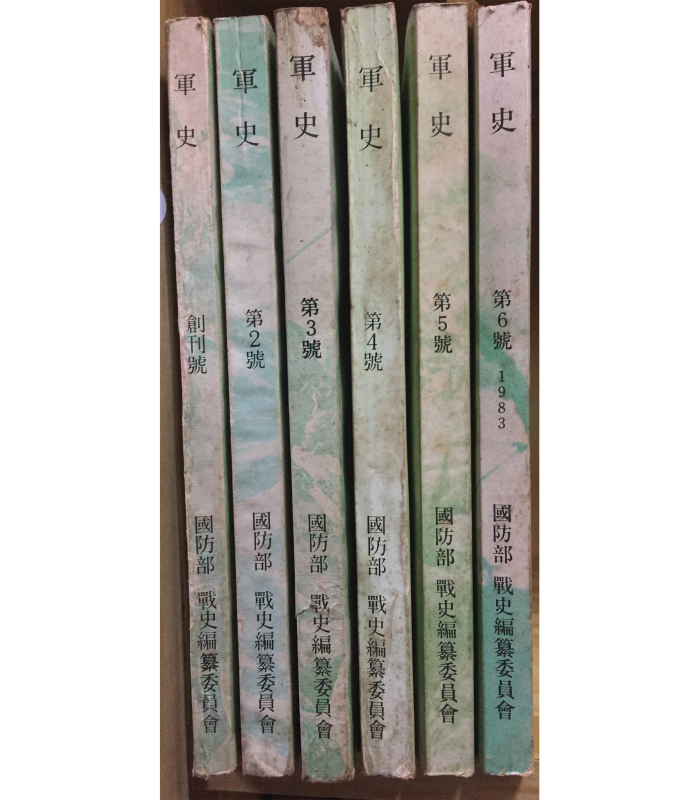 軍史 創刊號 國防部 戰史編纂委員會
軍史 第2號 國防部 戰史編纂委員會
軍史 第3號 國防部 戰史編纂委員會
軍史 第4號 國防部 戰史編纂委員會
軍史 第5號 國防部 戰史編纂委員會
軍史 第6號 1983 國防部 戰史編纂委員會